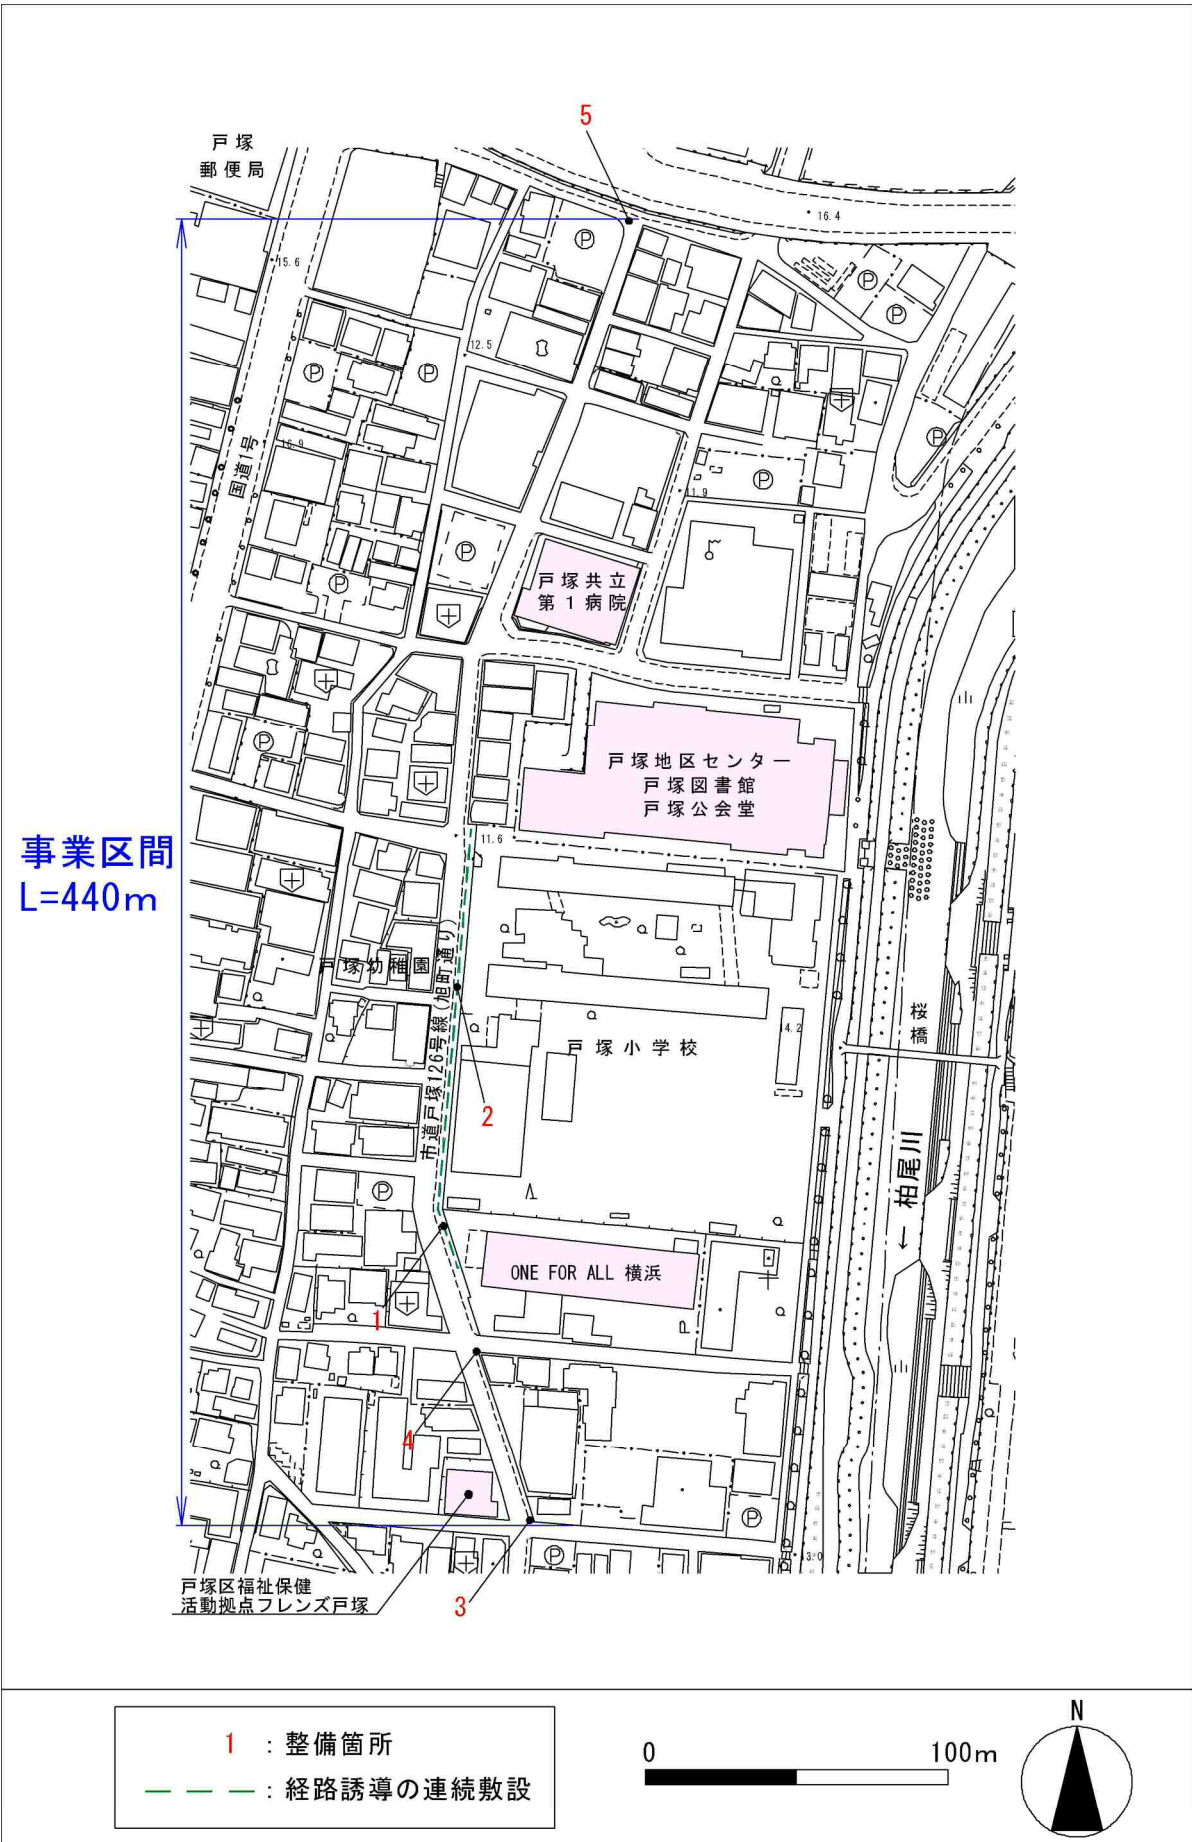 5
戸塚
郵便局
16.4
Ⓟ
15.6
Ⓟ
Ⓟ
12.5
Ⓟ
Ⓟ
Ⓟ
16.9
国道1号
Ⓟ
11.9
Ⓟ
戸塚共立
第1病院
Ⓟ
Ⓟ
戸塚地区センター
戸塚図書館
戸塚公会堂
11.6
事業区間
L=440m
戸塚幼稚園
市道戸塚126号線(旭町通り)
桜橋
14.2
戸塚小学校
2
← 柏尾川
Ⓟ
ONE FOR ALL 横浜
1
4
Ⓟ
Ⓟ
戸塚区福祉保健
活動拠点フレンズ戸塚
3
1 : 整備箇所
: 経路誘導の連続敷設
0 100m
N